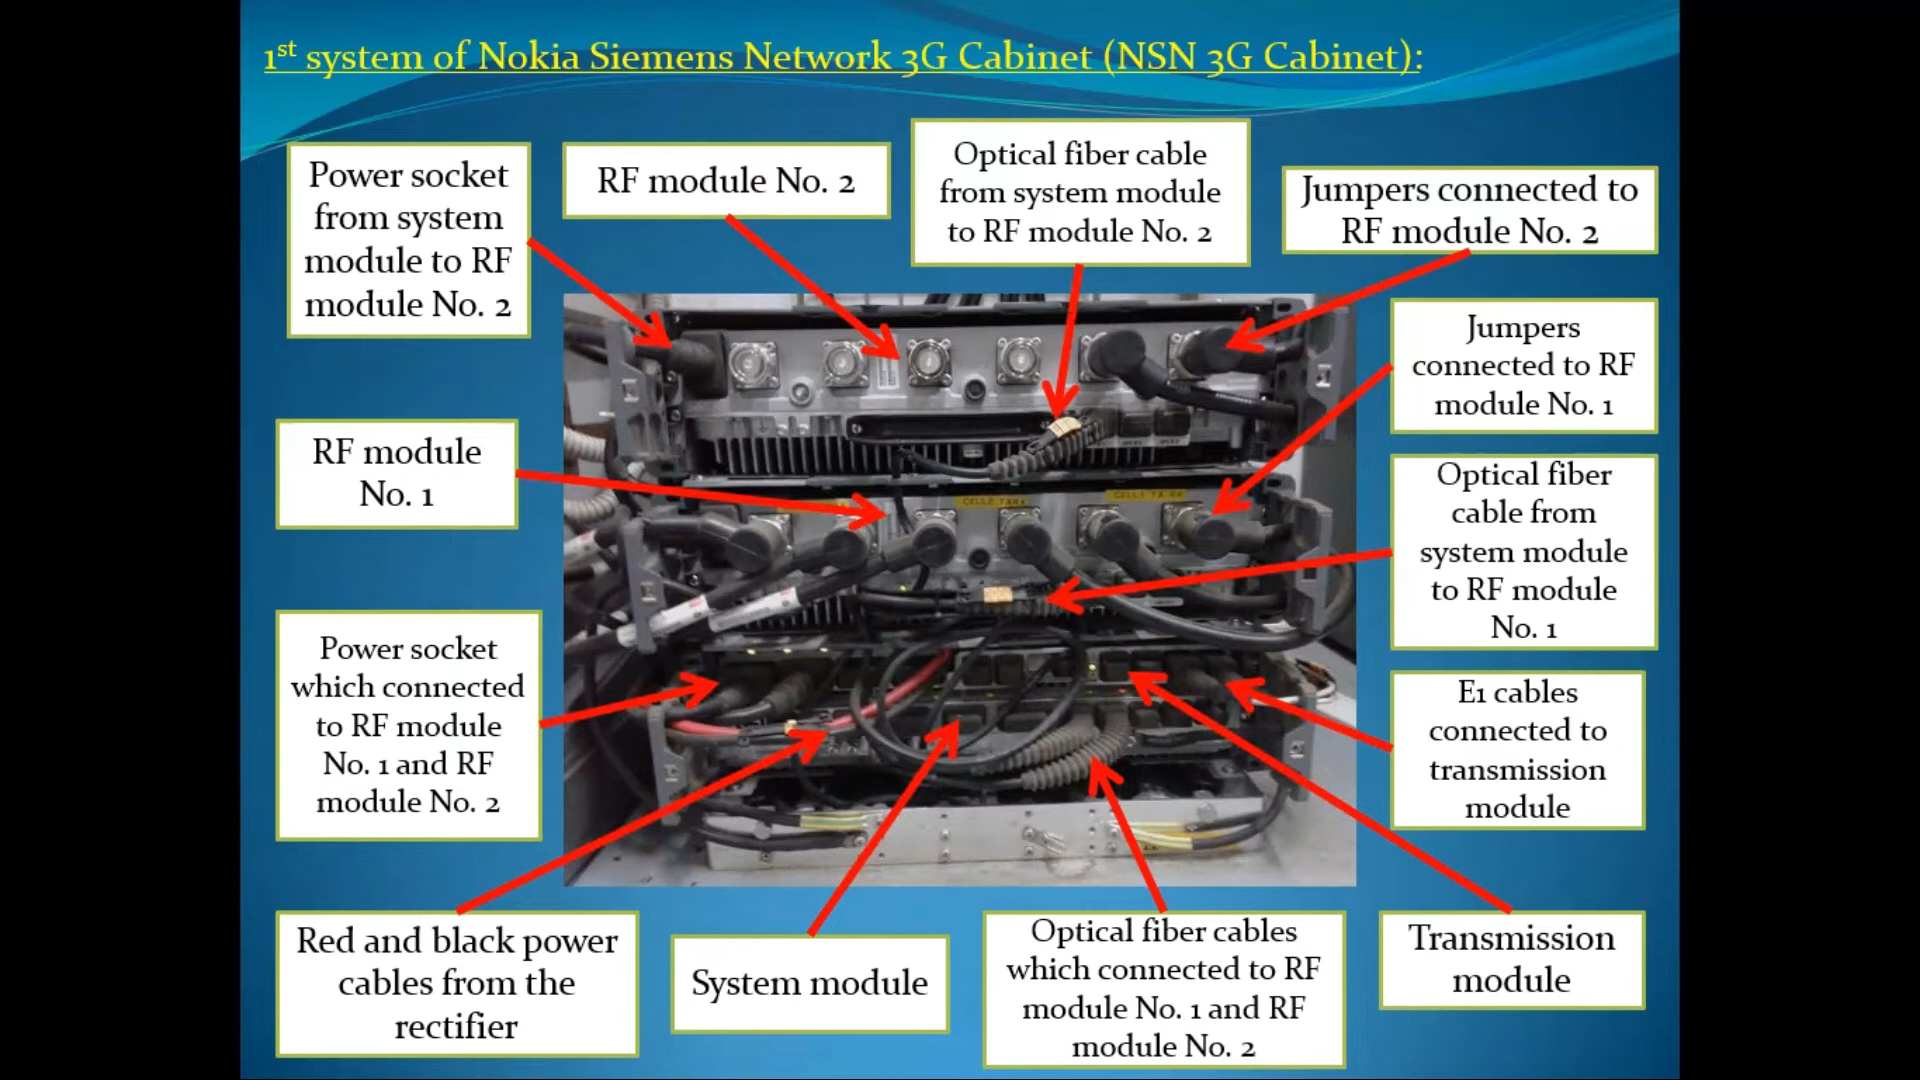 1st system of Nokia Siemens Network 3G Cabinet (NSN 3G Cabinet):
Power socket
from system
module to RF
module No. 2
RF module No. 2
Optical fiber cable
from system module
to RF module No. 2
Jumpers connected to
RF module No. 2
Jumpers
connected to RF
module No. 1
RF module
No. 1
Optical fiber
cable from
system module
to RF module
No. 1
Power socket
which connected
to RF module
No. 1 and RF
module No. 2
E1 cables
connected to
transmission
module
Red and black power
cables from the
rectifier
System module
Optical fiber cables
which connected to RF
module No. 1 and RF
module No. 2
Transmission
module